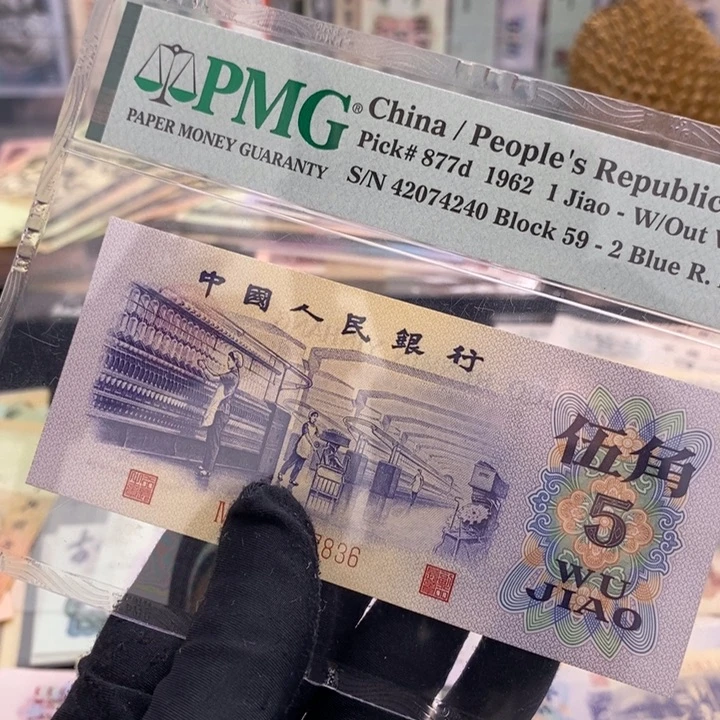 PMG®
PAPER MONEY GUARANTY
China / People's Republic
Pick# 877d 1962 1 Jiao - W/Out
S/N 42074240 Block 59 - 2 Blue R.
中國人民銀行
伍角
5
WU
JIAO
7836